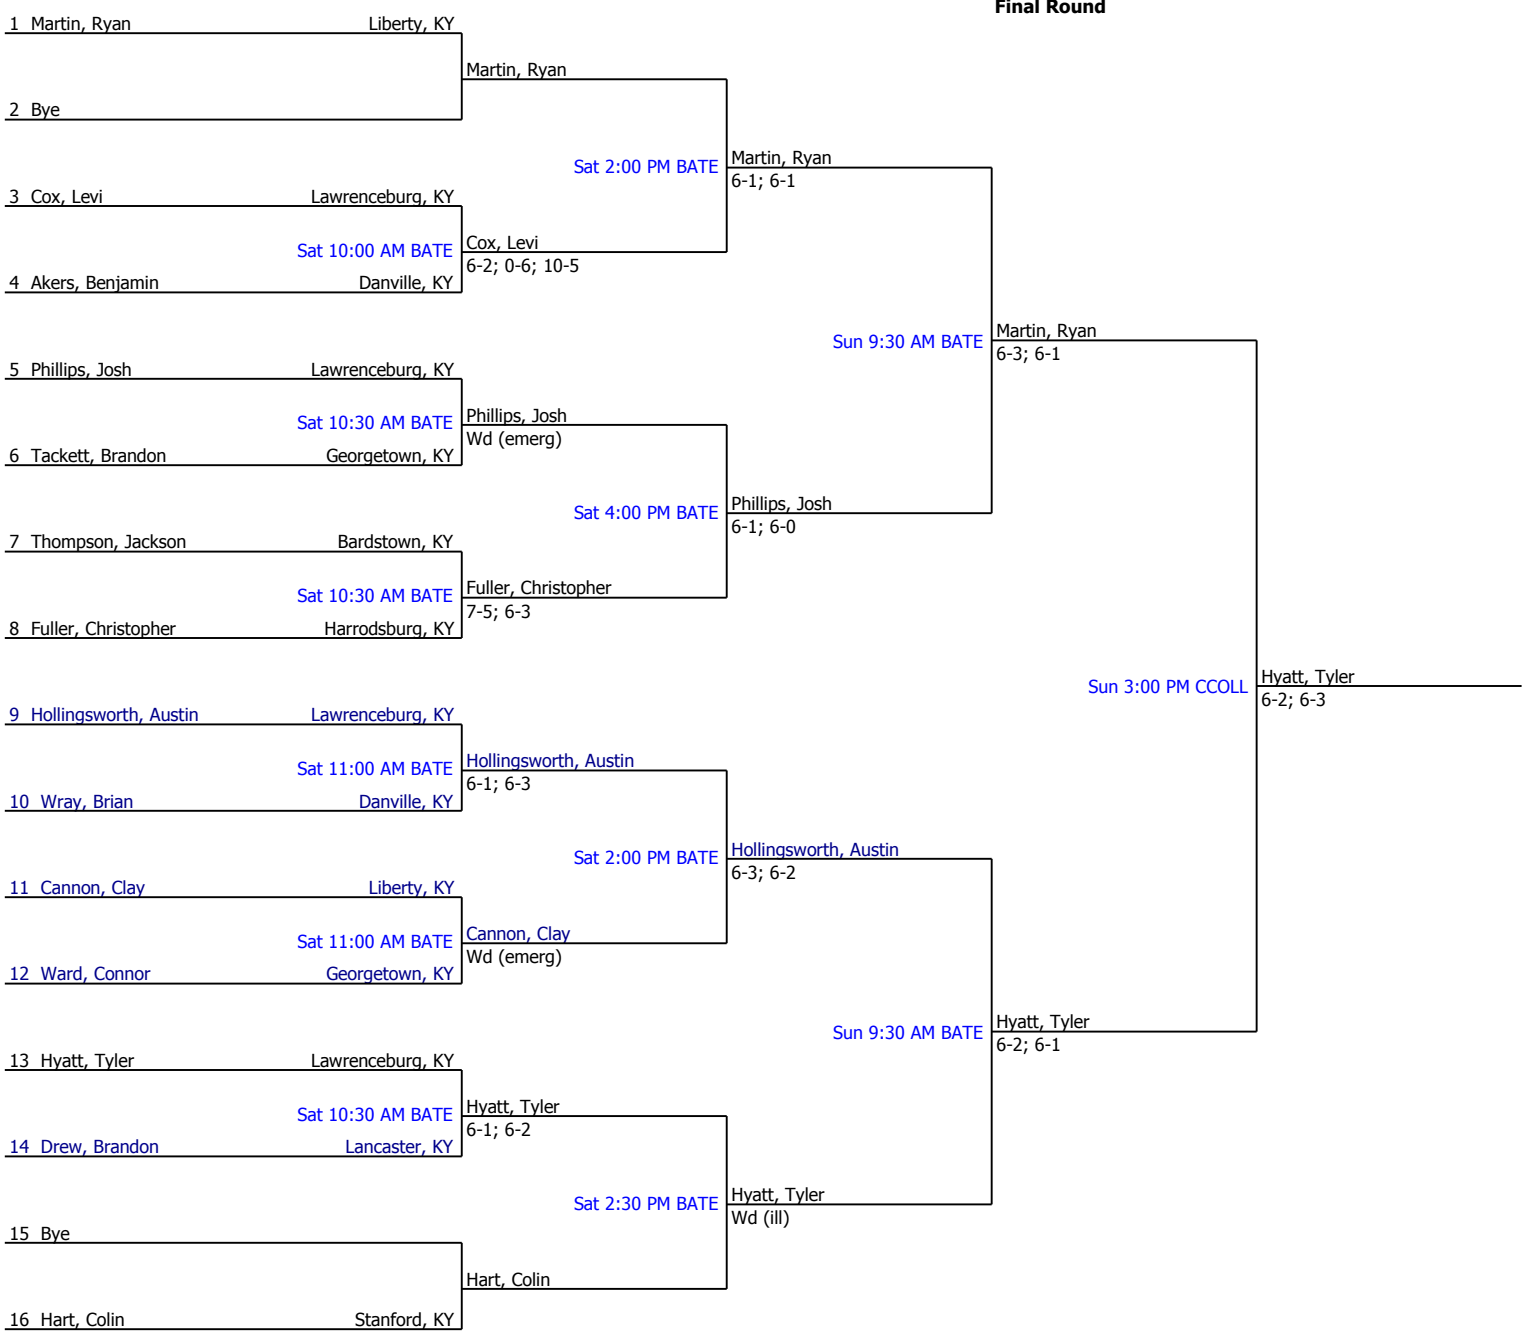 Final Round
1 Martin, Ryan Liberty, KY
Martin, Ryan
2 Bye
Sat 2:00 PM BATE Martin, Ryan
6-1; 6-1
3 Cox, Levi Lawrenceburg, KY
Sat 10:00 AM BATE Cox, Levi
6-2; 0-6; 10-5
4 Akers, Benjamin Danville, KY
Sun 9:30 AM BATE Martin, Ryan
6-3; 6-1
5 Phillips, Josh Lawrenceburg, KY
Sat 10:30 AM BATE Phillips, Josh
Wd (emerg)
6 Tackett, Brandon Georgetown, KY
Sat 4:00 PM BATE Phillips, Josh
6-1; 6-0
7 Thompson, Jackson Bardstown, KY
Sat 10:30 AM BATE Fuller, Christopher
7-5; 6-3
8 Fuller, Christopher Harrodsburg, KY
Sun 3:00 PM CCOLL Hyatt, Tyler
6-2; 6-3
9 Hollingsworth, Austin Lawrenceburg, KY
Sat 11:00 AM BATE Hollingsworth, Austin
6-1; 6-3
10 Wray, Brian Danville, KY
Sat 2:00 PM BATE Hollingsworth, Austin
6-3; 6-2
11 Cannon, Clay Liberty, KY
Sat 11:00 AM BATE Cannon, Clay
Wd (emerg)
12 Ward, Connor Georgetown, KY
Sun 9:30 AM BATE Hyatt, Tyler
6-2; 6-1
13 Hyatt, Tyler Lawrenceburg, KY
Sat 10:30 AM BATE Hyatt, Tyler
6-1; 6-2
14 Drew, Brandon Lancaster, KY
Sat 2:30 PM BATE Hyatt, Tyler
Wd (ill)
15 Bye
Hart, Colin
16 Hart, Colin Stanford, KY